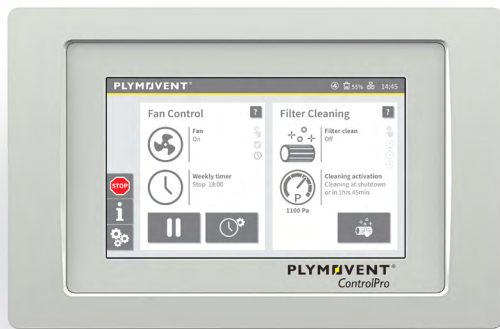 PLYMOVENT®
55%
14:45
Fan Control
?
Fan
On
Weekly timer
Stop 18:00
Filter Cleaning
?
Filter clean
Off
Cleaning activation
Cleaning at shutdown
or in 1hrs 45min
P
1100 Pa
STOP
i
PLYMOVENT®
ControlPro